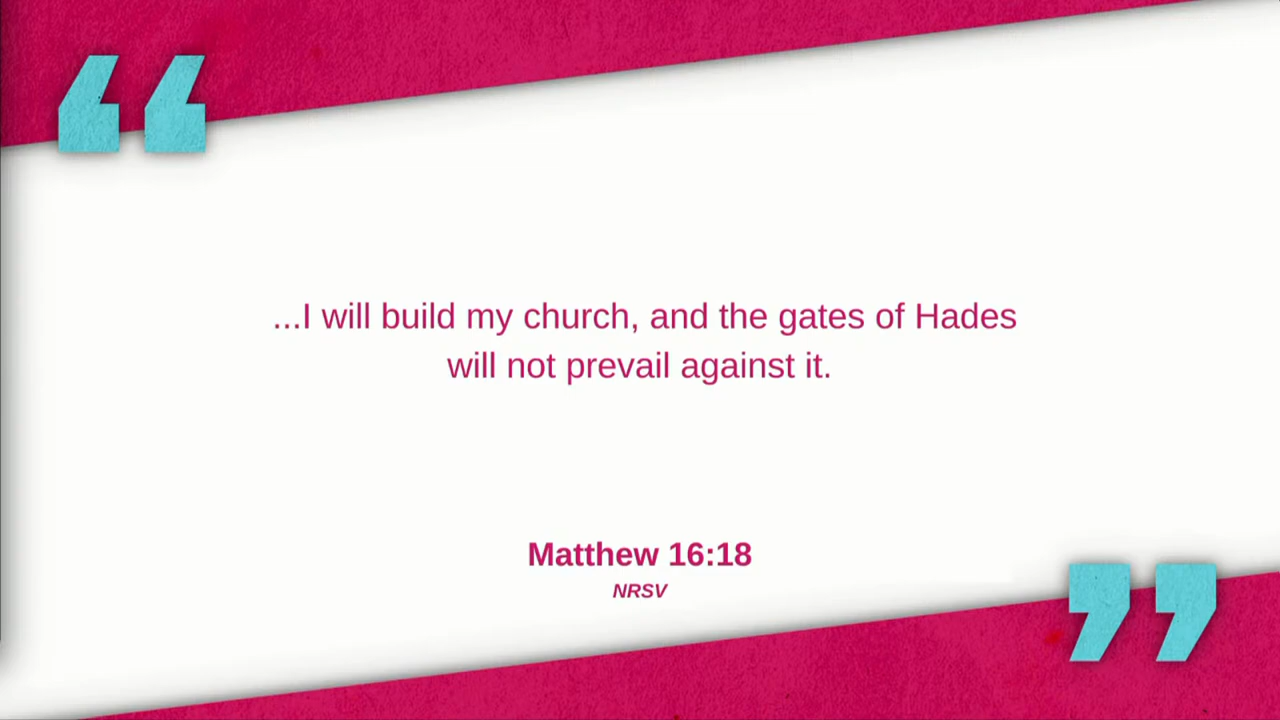 “
...I will build my church, and the gates of Hades
will not prevail against it.
Matthew 16:18
NRSV
”